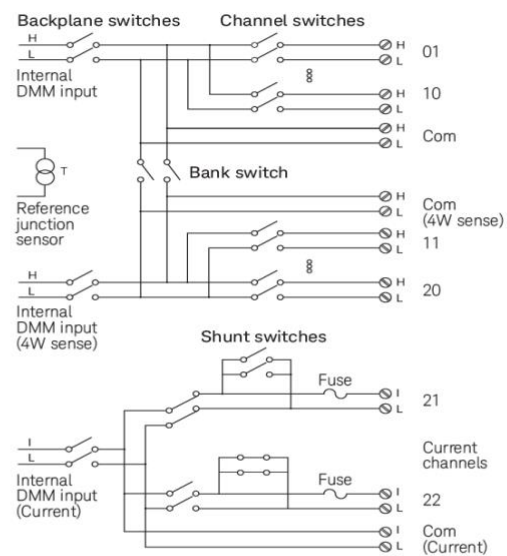 Backplane switches
Channel switches
H
L
Internal
DMM input
H
L
01
H
L
10
H
L
Com
T
Reference
junction
sensor
Bank switch
H
L
Com
(4W sense)
H
L
11
H
L
Internal
DMM input
(4W sense)
H
L
20
Shunt switches
Fuse
I
L
21
I
L
Internal
DMM input
(Current)
Current
channels
Fuse
I
L
22
I
L
Com
(Current)